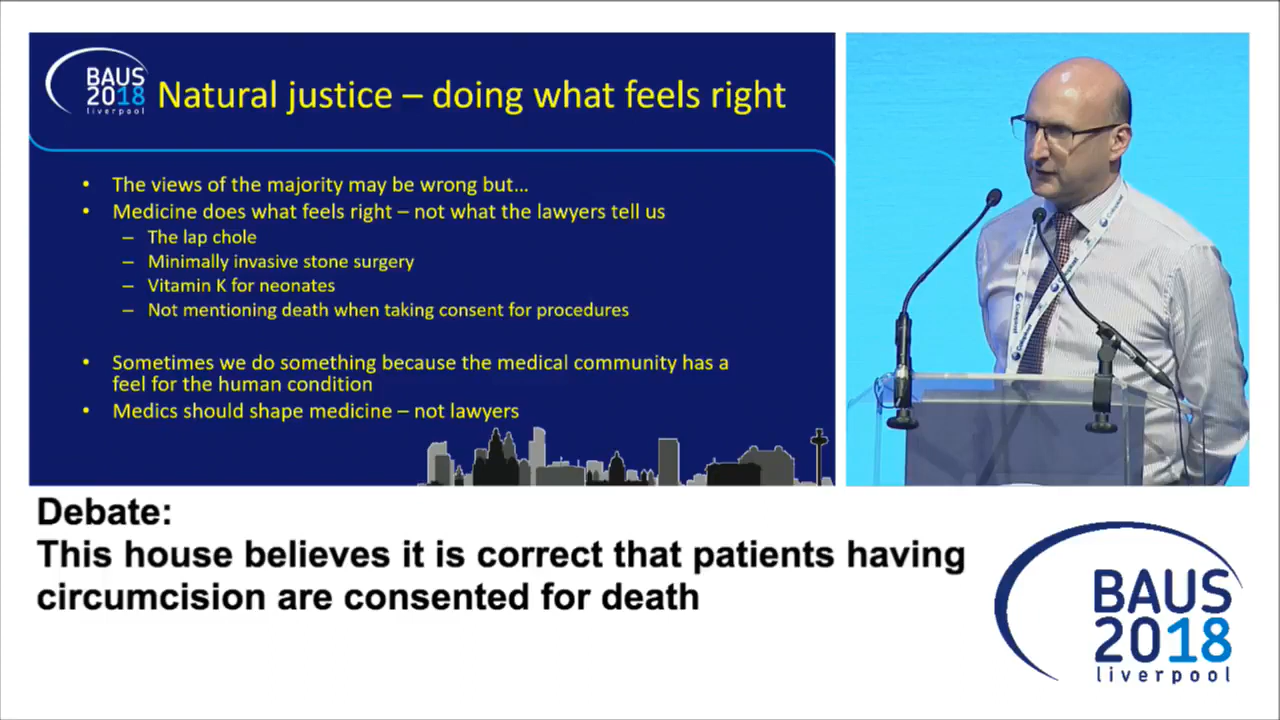 BAUS
2018
liverpool
Natural justice – doing what feels right
• The views of the majority may be wrong but...
• Medicine does what feels right – not what the lawyers tell us
– The lap chole
– Minimally invasive stone surgery
– Vitamin K for neonates
– Not mentioning death when taking consent for procedures
• Sometimes we do something because the medical community has a
feel for the human condition
• Medics should shape medicine – not lawyers
Debate:
This house believes it is correct that patients having
circumcision are consented for death
BAUS
2018
liverpool